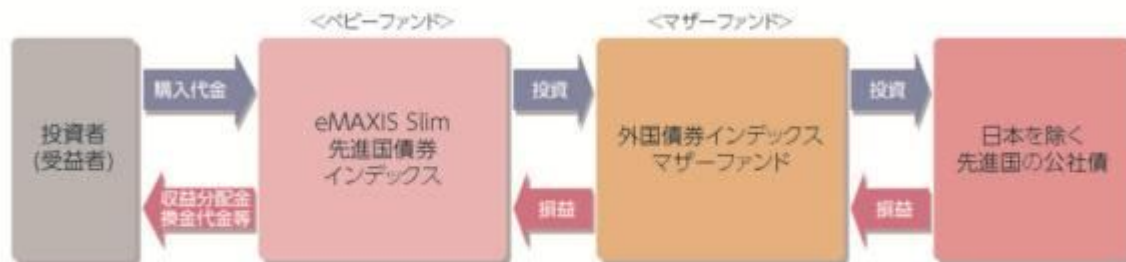 <ベビーファンド>
<マザーファンド>
投資者
(受益者)
購入代金
収益分配金
換金代金等
eMAXIS Slim
先進国債券
インデックス
投資
損益
外国債券インデックス
マザーファンド
投資
損益
日本を除く
先進国の公社債